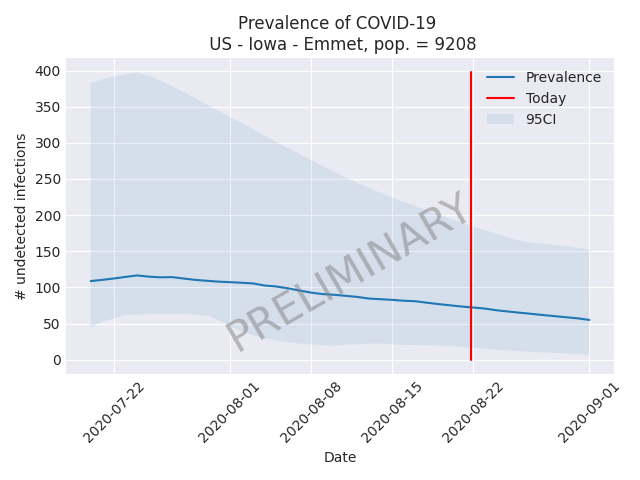 Prevalence of COVID-19
US - Iowa - Emmet, pop. = 9208
400
350
300
250
200
150
100
50
0
# undetected infections
Prevalence
Today
95CI
PRELIMINARY
2020-07-22
2020-08-01
2020-08-08
2020-08-15
2020-08-22
2020-09-01
Date